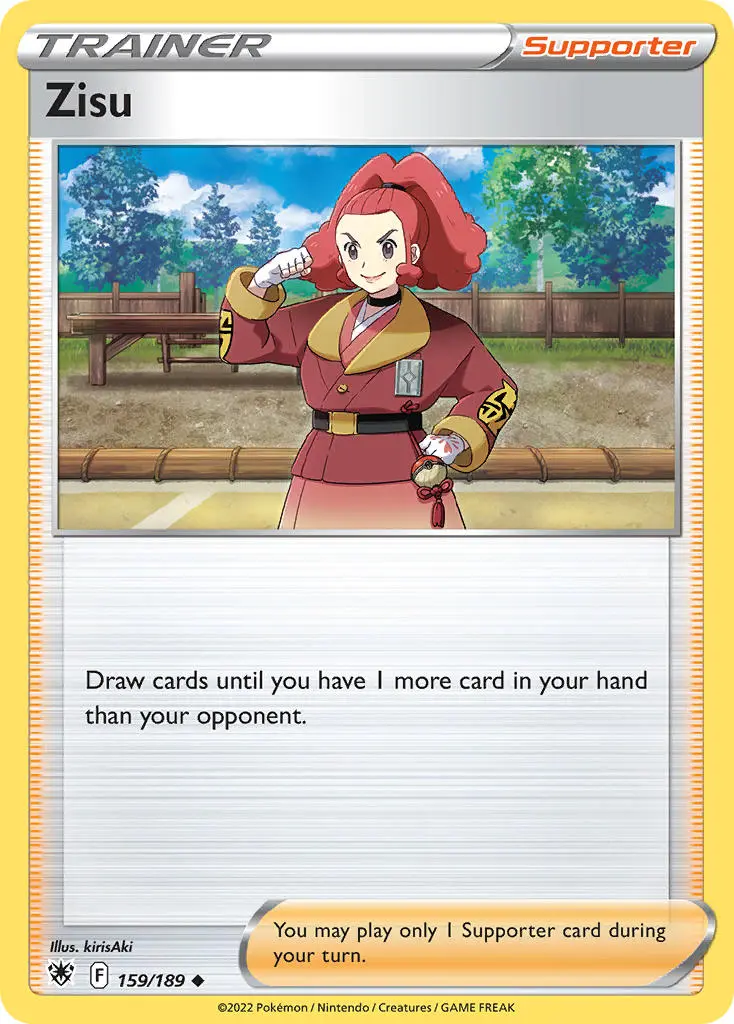 TRAINER Supporter
Zisu
Draw cards until you have 1 more card in your hand
than your opponent.
You may play only 1 Supporter card during
your turn.
Illus. kirisAki
F 159/189
©2022 Pokémon / Nintendo / Creatures / GAME FREAK